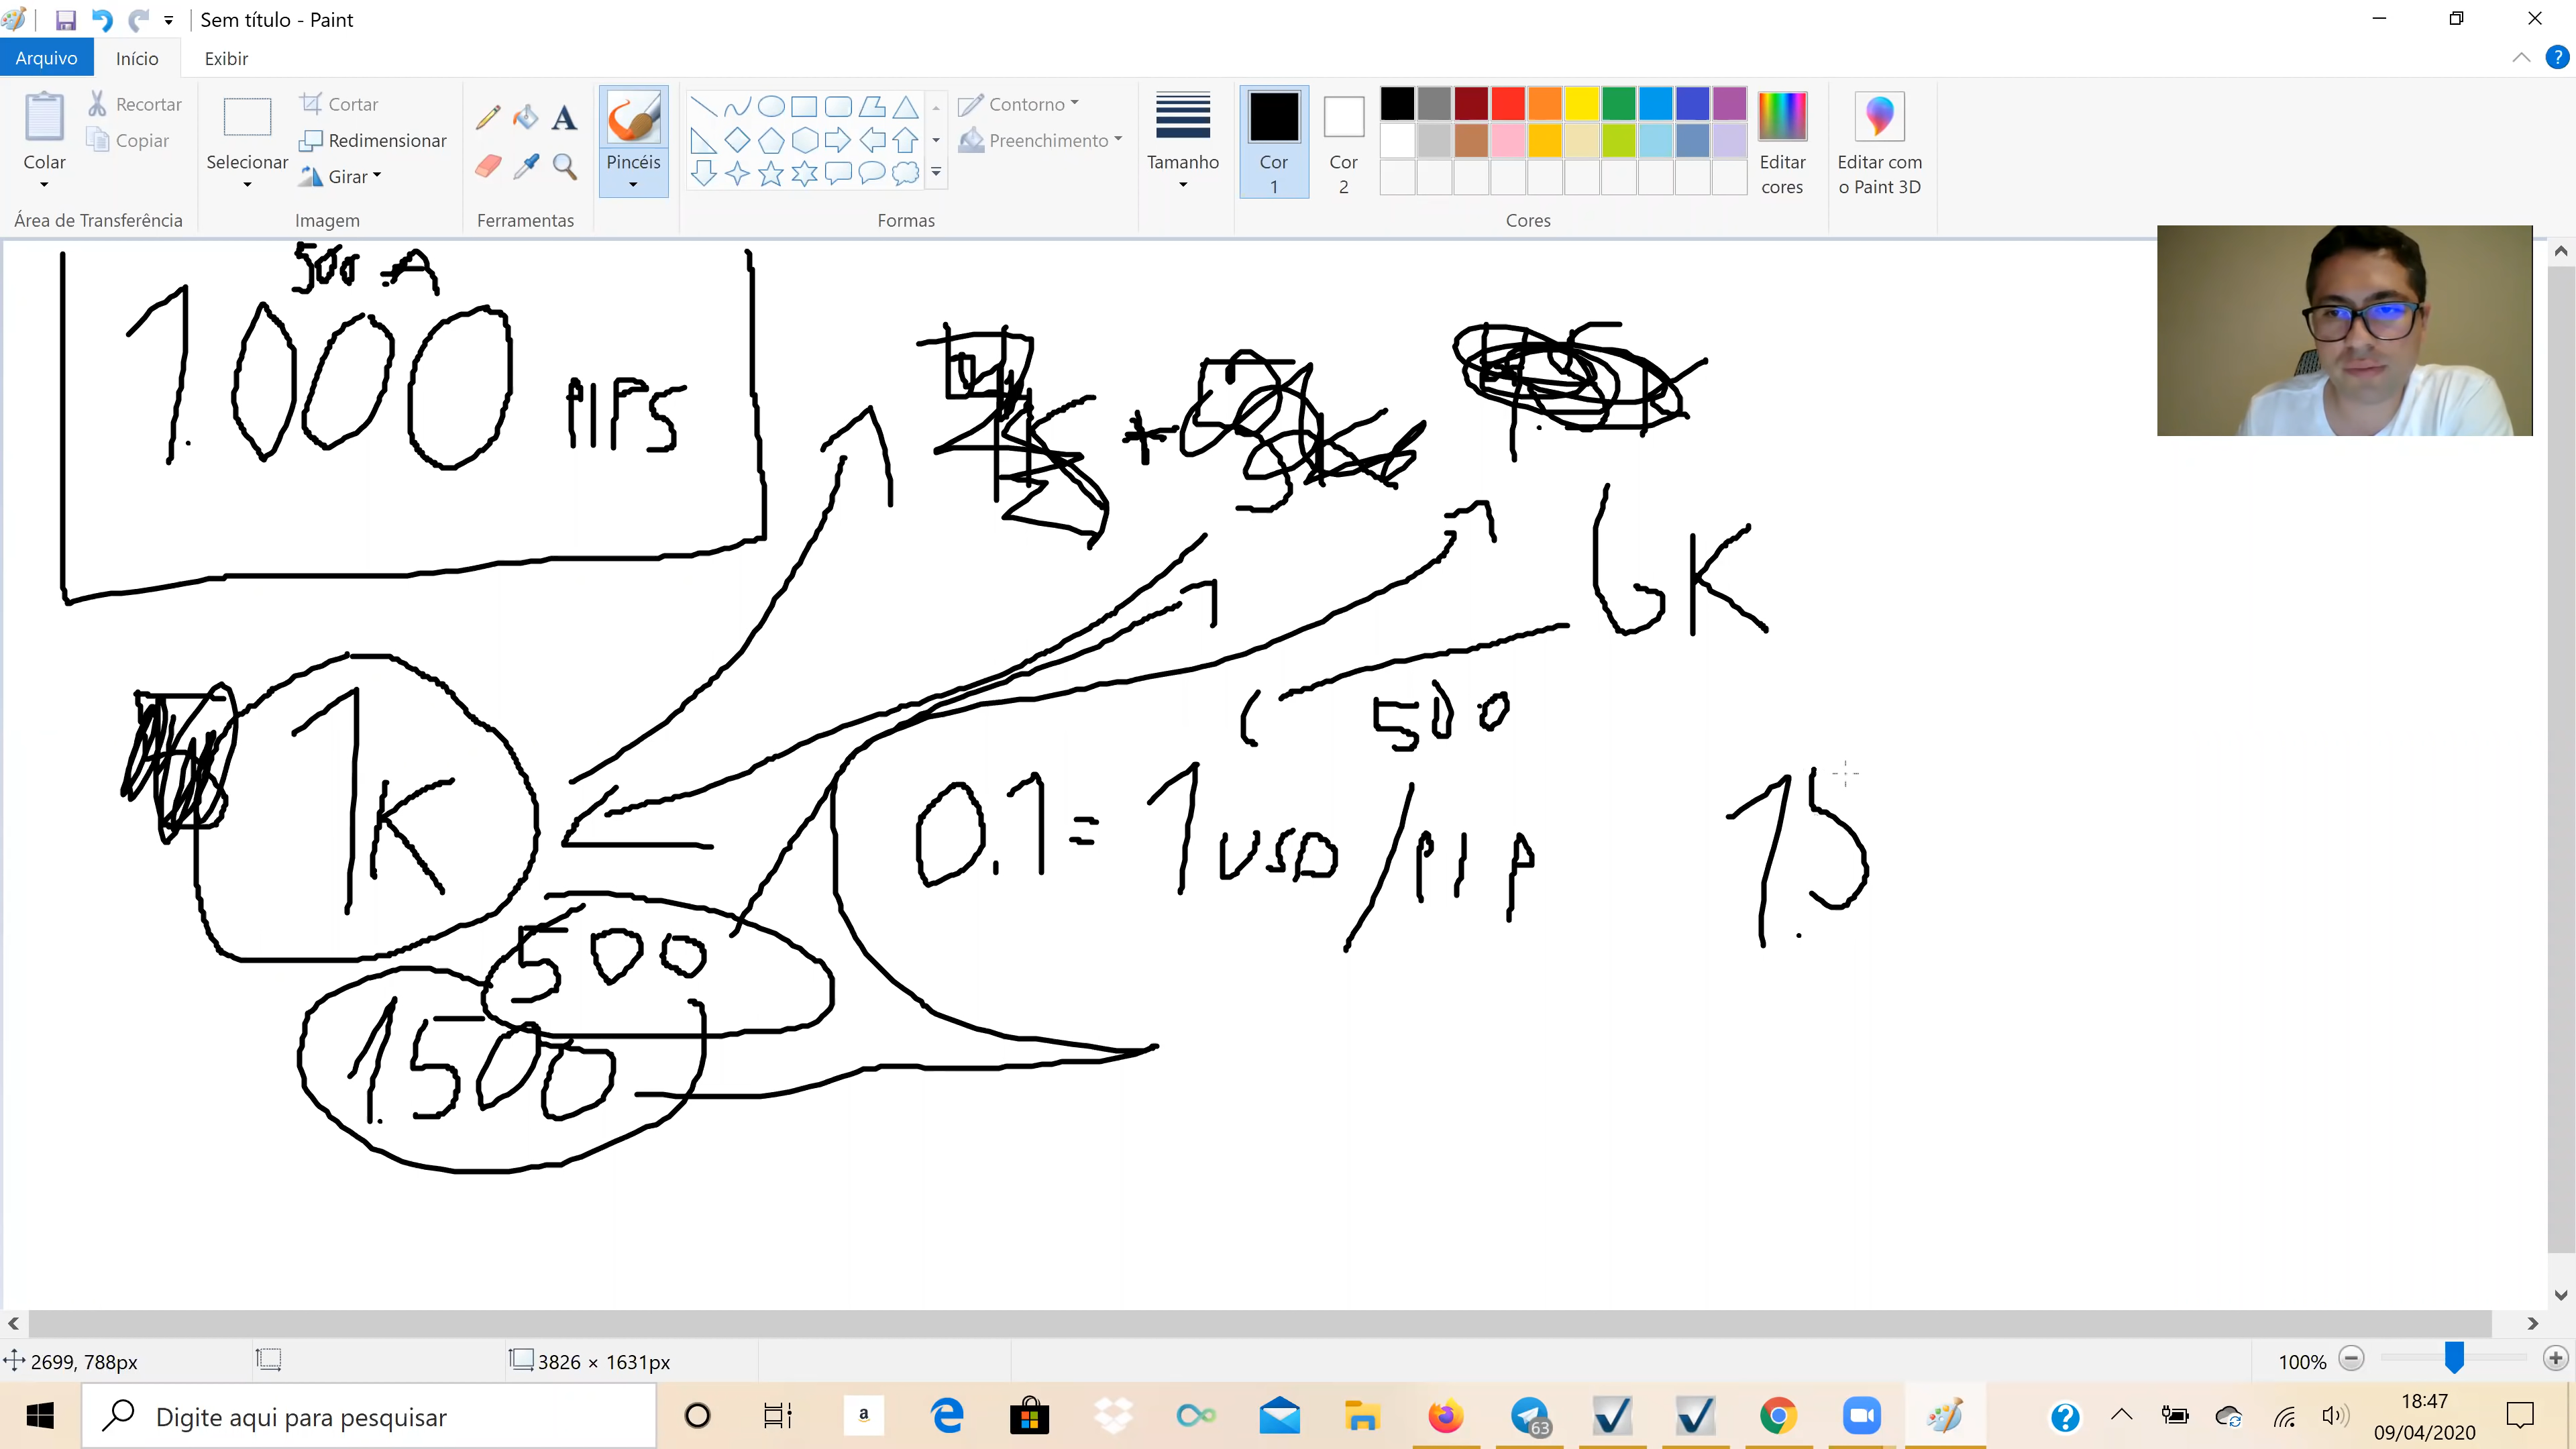 Sem título - Paint
Arquivo Início Exibir
Colar
Recortar
Copiar
Área de Transferência
Selecionar
Cortar
Redimensionar
Girar
Imagem
A
Ferramentas
Pincéis
Contorno
Preenchimento
Formas
Tamanho
Cor 1
Cor 2
Editar cores
Editar com o Paint 3D
Cores
500
1.000 PIPS
+
6K
1K
500
0.1 = 1 USD/PIP
1.5
500
1.500
2699, 788px
3826 × 1631px
100%
Digite aqui para pesquisar
a
63
18:47
09/04/2020